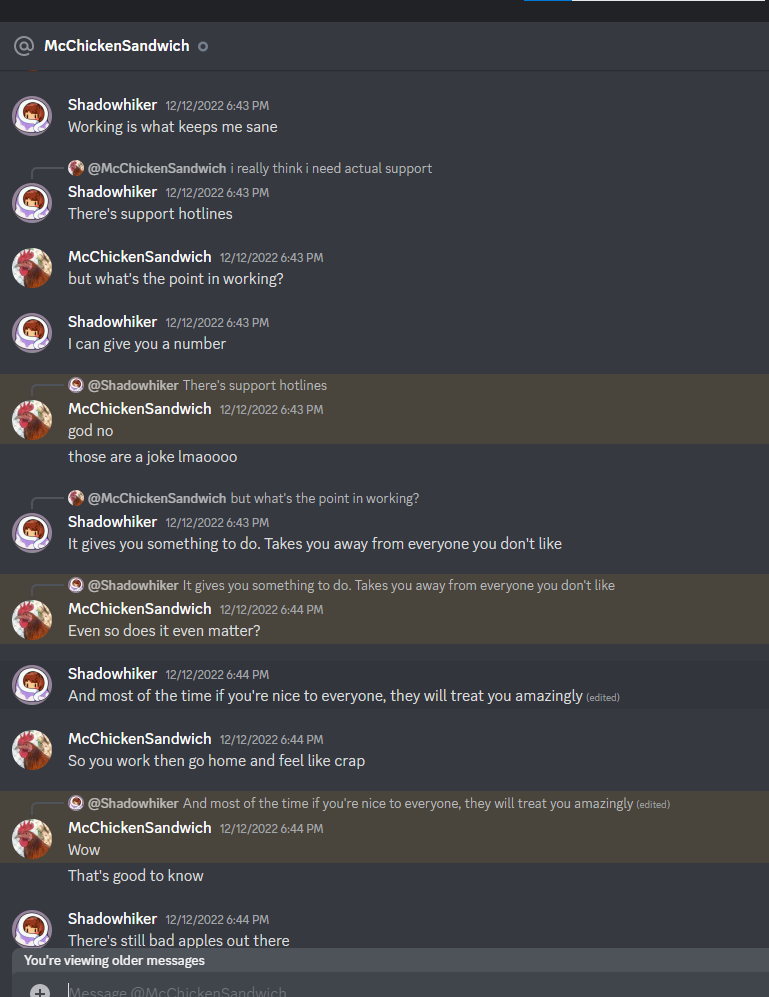 McChickenSandwich
Shadowhiker 12/12/2022 6:43 PM
Working is what keeps me sane
@McChickenSandwich i really think i need actual support
Shadowhiker 12/12/2022 6:43 PM
There's support hotlines
McChickenSandwich 12/12/2022 6:43 PM
but what's the point in working?
Shadowhiker 12/12/2022 6:43 PM
I can give you a number
@Shadowhiker There's support hotlines
McChickenSandwich 12/12/2022 6:43 PM
god no
those are a joke lmaoooo
@McChickenSandwich but what's the point in working?
Shadowhiker 12/12/2022 6:43 PM
It gives you something to do. Takes you away from everyone you don't like
@Shadowhiker It gives you something to do. Takes you away from everyone you don't like
McChickenSandwich 12/12/2022 6:44 PM
Even so does it even matter?
Shadowhiker 12/12/2022 6:44 PM
And most of the time if you're nice to everyone, they will treat you amazingly (edited)
McChickenSandwich 12/12/2022 6:44 PM
So you work then go home and feel like crap
@Shadowhiker And most of the time if you're nice to everyone, they will treat you amazingly (edited)
McChickenSandwich 12/12/2022 6:44 PM
Wow
That's good to know
Shadowhiker 12/12/2022 6:44 PM
There's still bad apples out there
You're viewing older messages
Message @McChickenSandwich